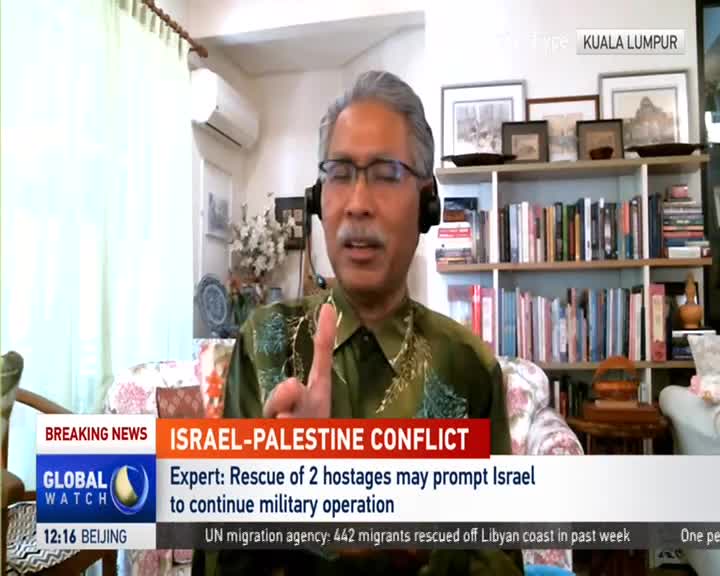 KUALA LUMPUR
BREAKING NEWS
ISRAEL-PALESTINE CONFLICT
GLOBAL
WATCH
Expert: Rescue of 2 hostages may prompt Israel
to continue military operation
12:16 BEIJING
UN migration agency: 442 migrants rescued off Libyan coast in past week
One pe